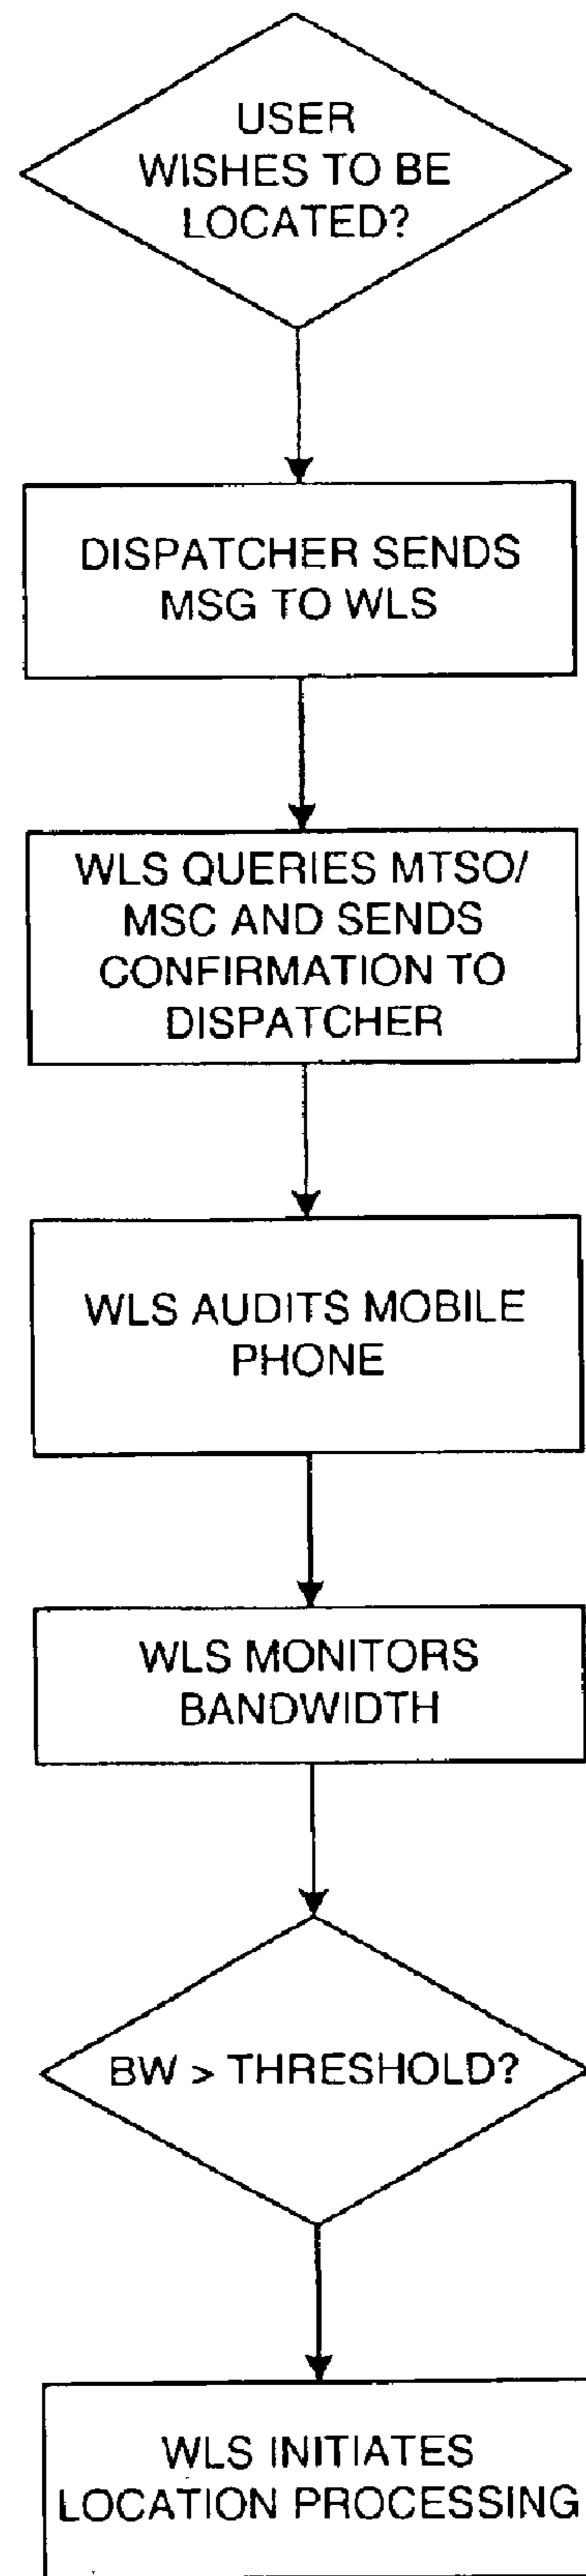 USER
WISHES TO BE
LOCATED?
DISPATCHER SENDS
MSG TO WLS
WLS QUERIES MTSO/
MSC AND SENDS
CONFIRMATION TO
DISPATCHER
WLS AUDITS MOBILE
PHONE
WLS MONITORS
BANDWIDTH
BW > THRESHOLD?
WLS INITIATES
LOCATION PROCESSING